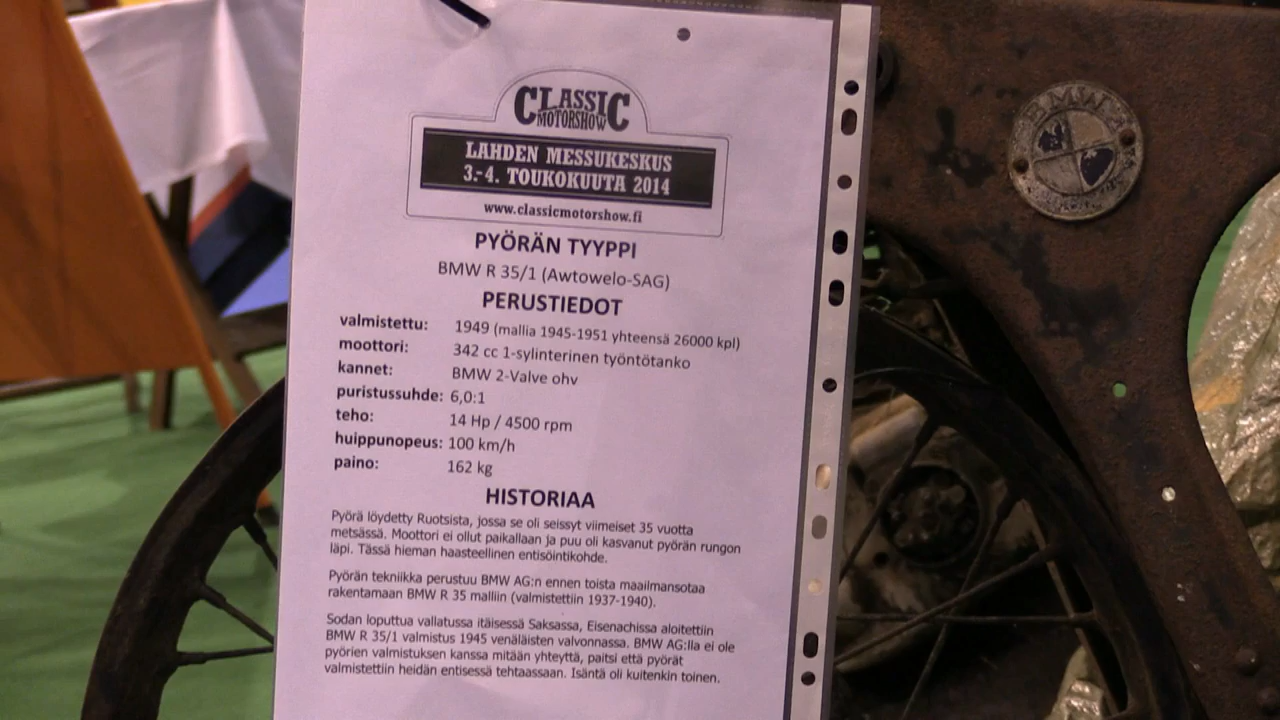 CLASSIC
MOTORSHOW
LAHDEN MESSUKESKUS
3.-4. TOUKOKUUTA 2014
www.classicmotorshow.fi
PYÖRÄN TYYPPI
BMW R 35/1 (Awtowelo-SAG)
PERUSTIEDOT
valmistettu: 1949 (mallia 1945-1951 yhteensä 26000 kpl)
moottori: 342 cc 1-sylinterinen työntötanko
kannet: BMW 2-Valve ohv
puristussuhde: 6,0:1
teho: 14 Hp / 4500 rpm
huippunopeus: 100 km/h
paino: 162 kg
HISTORIAA
Pyörä löydetty Ruotsista, jossa se oli seissyt viimeiset 35 vuotta
metsässä. Moottori ei ollut paikallaan ja puu oli kasvanut pyörän rungon
läpi. Tässä hieman haasteellinen entisöintikohde.
Pyörän tekniikka perustuu BMW AG:n ennen toista maailmansotaa
rakentamaan BMW R 35 malliin (valmistettiin 1937-1940).
Sodan loputtua vallatussa itäisessä Saksassa, Eisenachissa aloitettiin
BMW R 35/1 valmistus 1945 venäläisten valvonnassa. BMW AG:lla ei ole
pyörien valmistuksen kanssa mitään yhteyttä, paitsi että pyörät
valmistettiin heidän entisessä tehtaassaan. Isäntä oli kuitenkin toinen.
BMW